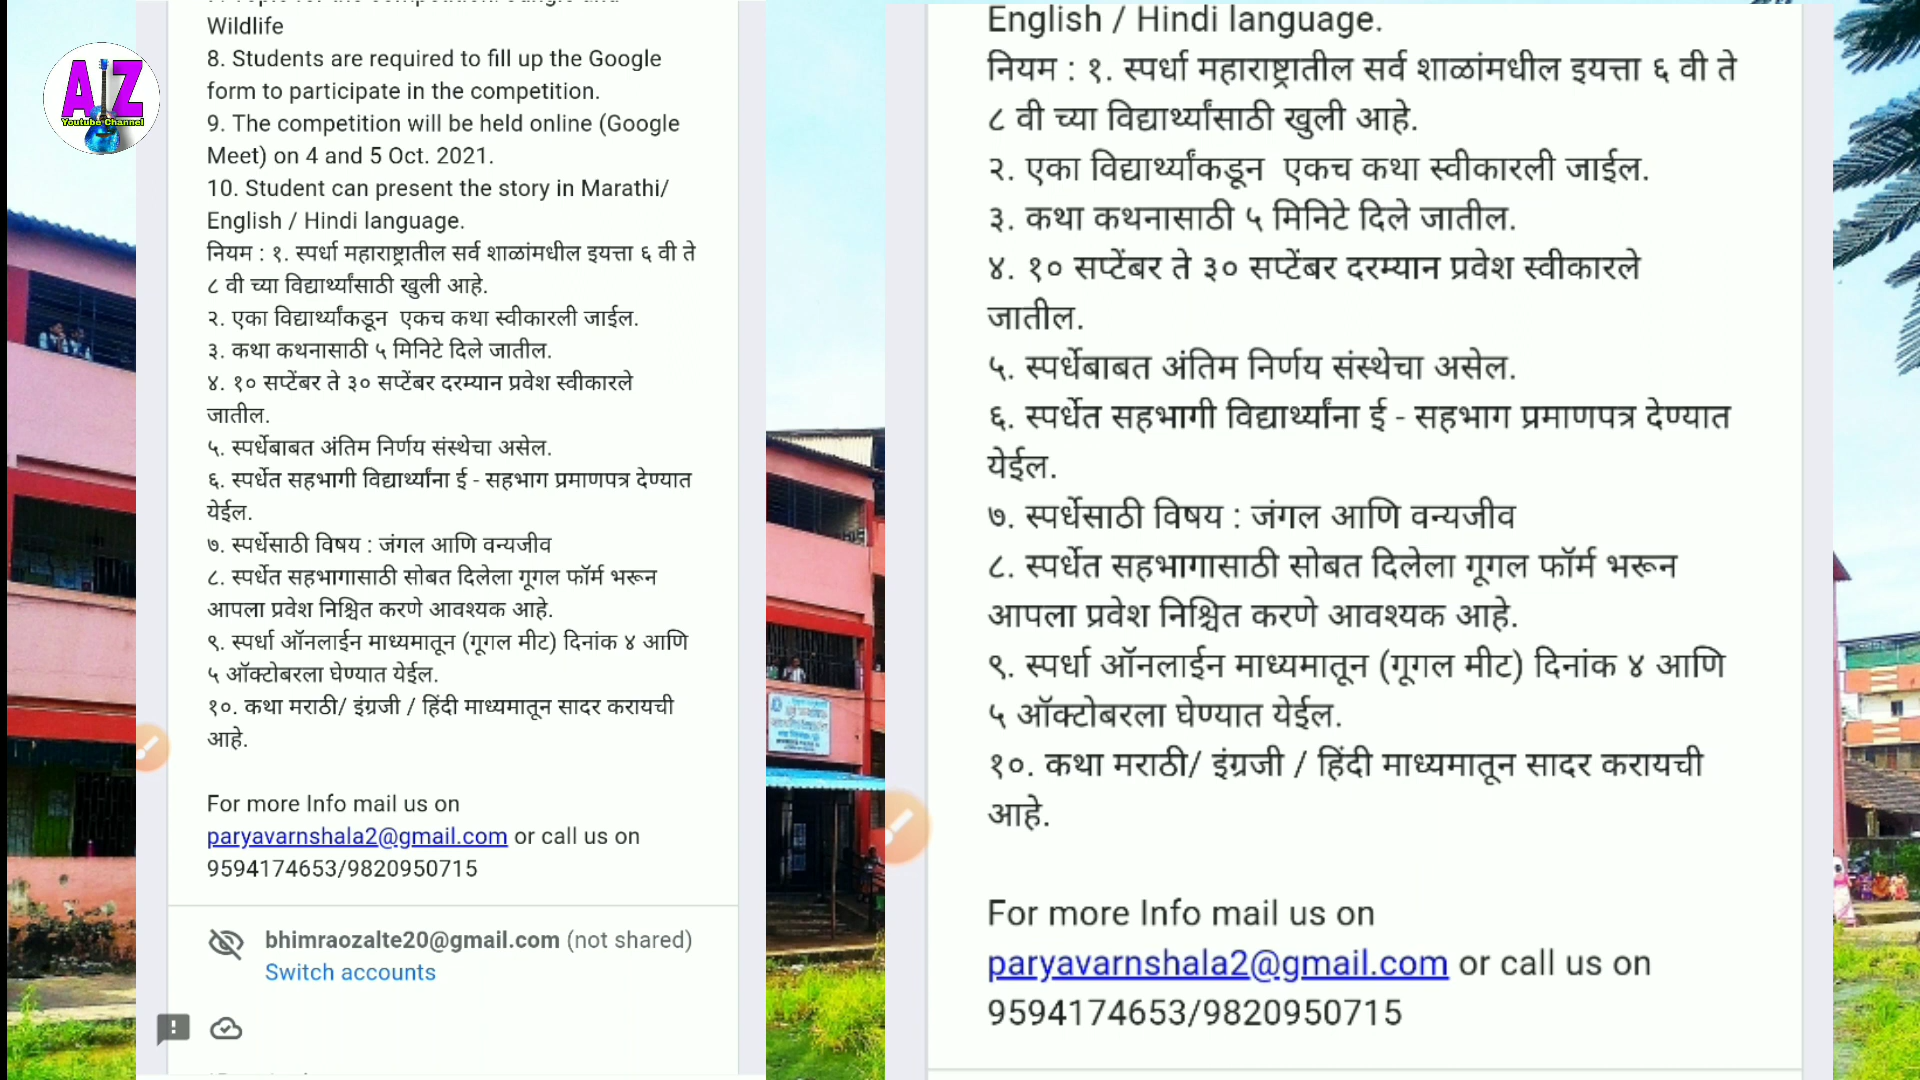 AZ
Youtube Channel
Wildlife
8. Students are required to fill up the Google
form to participate in the competition.
9. The competition will be held online (Google
Meet) on 4 and 5 Oct. 2021.
10. Student can present the story in Marathi/
English / Hindi language.
नियम : १. स्पर्धा महाराष्ट्रातील सर्व शाळांमधील इयत्ता ६ वी ते
८ वी च्या विद्यार्थ्यांसाठी खुली आहे.
२. एका विद्यार्थ्यांकडून  एकच कथा स्वीकारली जाईल.
३. कथा कथनासाठी ५ मिनिटे दिले जातील.
४. १० सप्टेंबर ते ३० सप्टेंबर दरम्यान प्रवेश स्वीकारले
जातील.
५. स्पर्धेबाबत अंतिम निर्णय संस्थेचा असेल.
६. स्पर्धेत सहभागी विद्यार्थ्यांना ई - सहभाग प्रमाणपत्र देण्यात
येईल.
७. स्पर्धेसाठी विषय : जंगल आणि वन्यजीव
८. स्पर्धेत सहभागासाठी सोबत दिलेला गूगल फॉर्म भरून
आपला प्रवेश निश्चित करणे आवश्यक आहे.
९. स्पर्धा ऑनलाईन माध्यमातून (गूगल मीट) दिनांक ४ आणि
५ ऑक्टोबरला घेण्यात येईल.
१०. कथा मराठी/ इंग्रजी / हिंदी माध्यमातून सादर करायची
आहे.
For more Info mail us on
paryavarnshala2@gmail.com or call us on
9594174653/9820950715
bhimraozalte20@gmail.com (not shared)
Switch accounts
English / Hindi language.
नियम : १. स्पर्धा महाराष्ट्रातील सर्व शाळांमधील इयत्ता ६ वी ते
८ वी च्या विद्यार्थ्यांसाठी खुली आहे.
२. एका विद्यार्थ्यांकडून  एकच कथा स्वीकारली जाईल.
३. कथा कथनासाठी ५ मिनिटे दिले जातील.
४. १० सप्टेंबर ते ३० सप्टेंबर दरम्यान प्रवेश स्वीकारले
जातील.
५. स्पर्धेबाबत अंतिम निर्णय संस्थेचा असेल.
६. स्पर्धेत सहभागी विद्यार्थ्यांना ई - सहभाग प्रमाणपत्र देण्यात
येईल.
७. स्पर्धेसाठी विषय : जंगल आणि वन्यजीव
८. स्पर्धेत सहभागासाठी सोबत दिलेला गूगल फॉर्म भरून
आपला प्रवेश निश्चित करणे आवश्यक आहे.
९. स्पर्धा ऑनलाईन माध्यमातून (गूगल मीट) दिनांक ४ आणि
५ ऑक्टोबरला घेण्यात येईल.
१०. कथा मराठी/ इंग्रजी / हिंदी माध्यमातून सादर करायची
आहे.
For more Info mail us on
paryavarnshala2@gmail.com or call us on
9594174653/9820950715